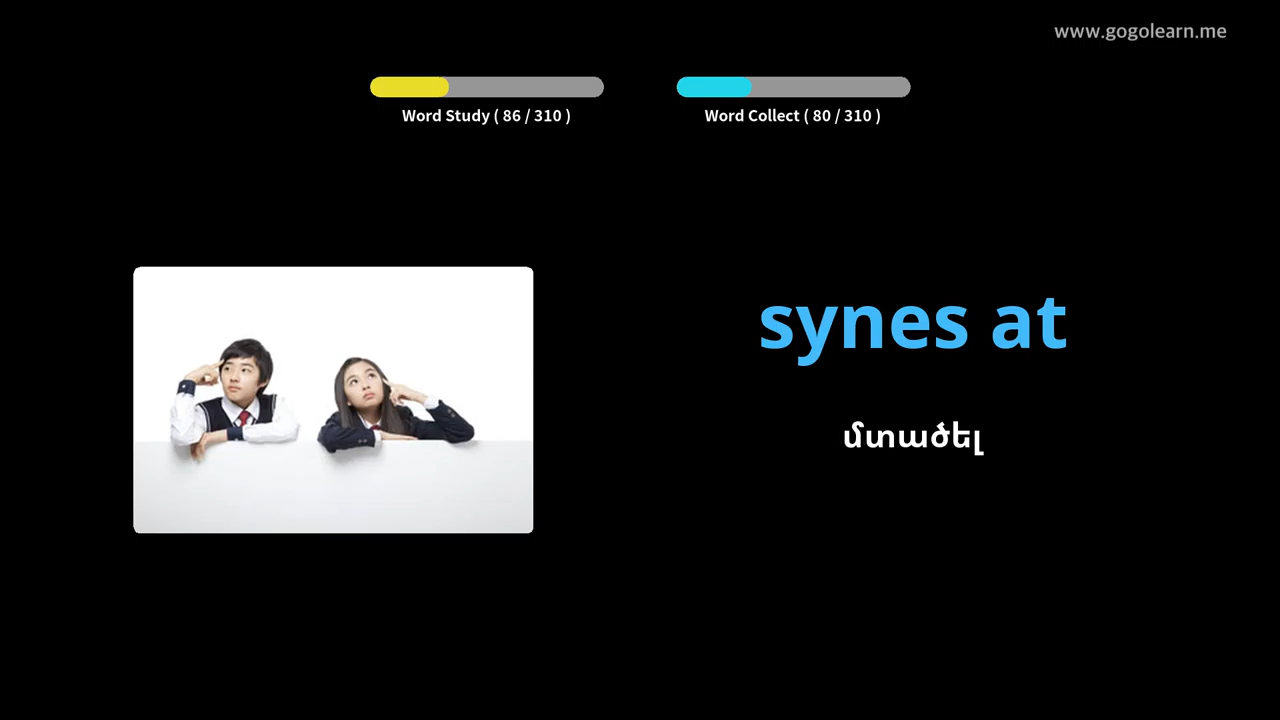 www.gogolearn.me
Word Study ( 86 / 310 )
Word Collect ( 80 / 310 )
synes at
մտածել